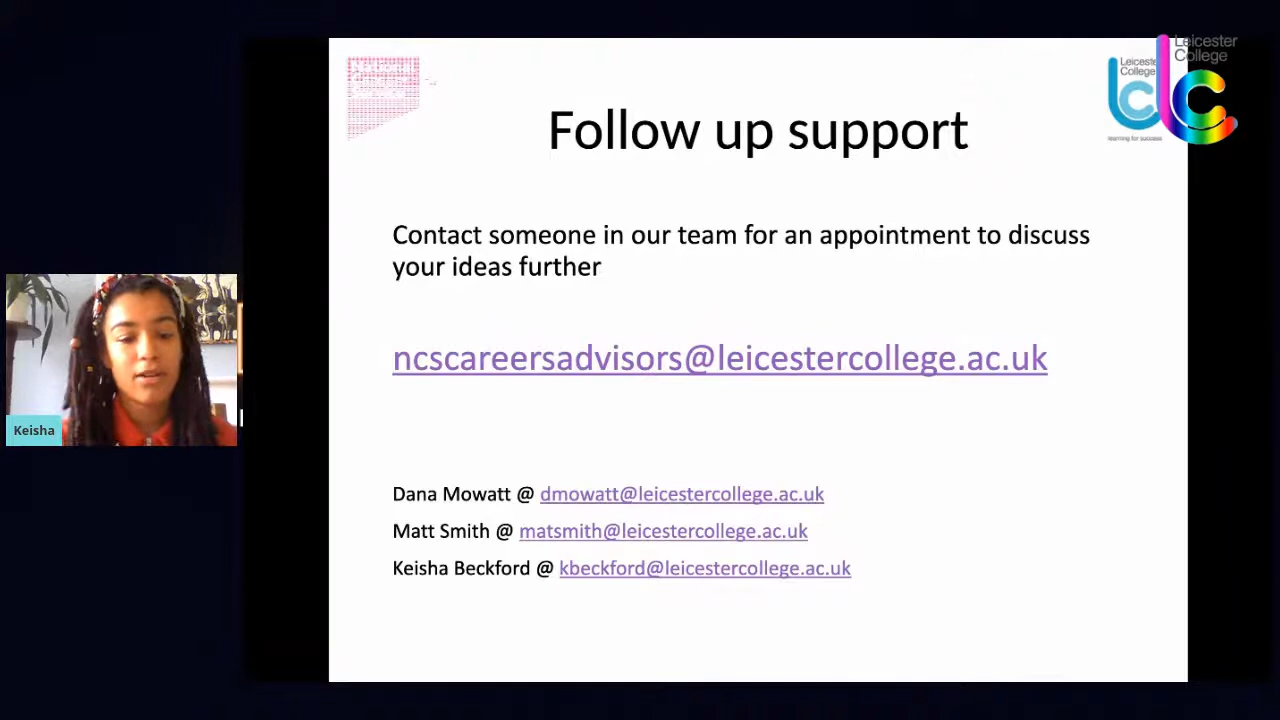 Leicester
College
Leicester
College
learning for success
Follow up support
Contact someone in our team for an appointment to discuss
your ideas further
ncscareersadvisors@leicestercollege.ac.uk
Keisha
Dana Mowatt @ dmowatt@leicestercollege.ac.uk
Matt Smith @ matsmith@leicestercollege.ac.uk
Keisha Beckford @ kbeckford@leicestercollege.ac.uk